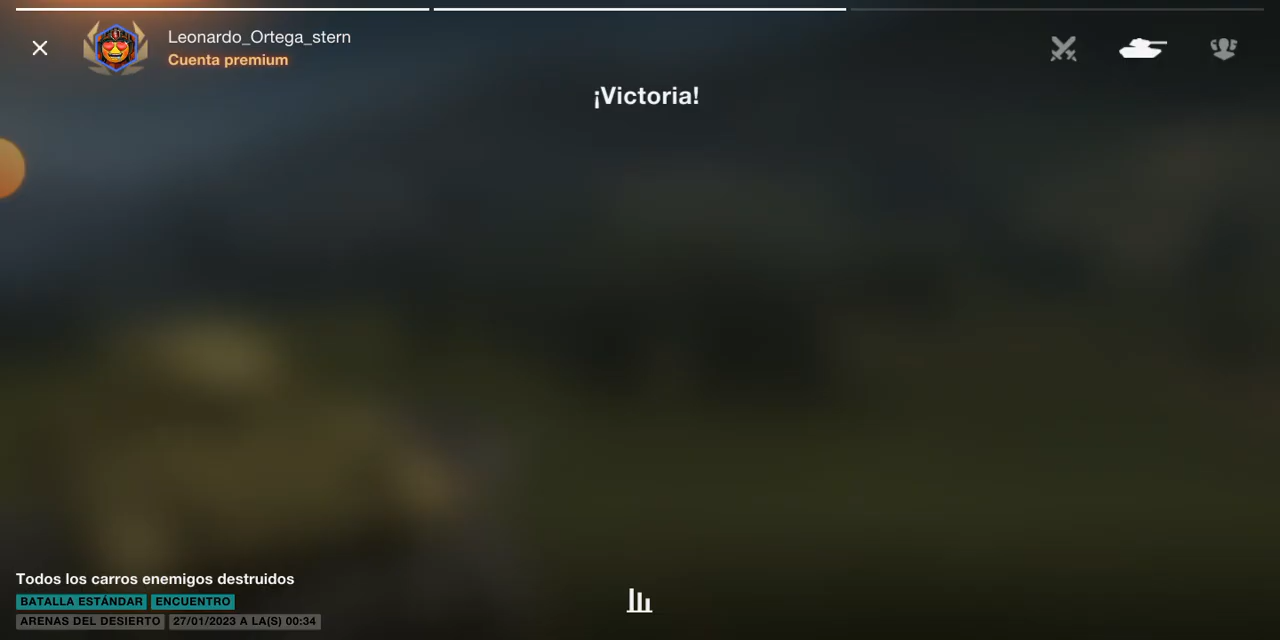 Leonardo_Ortega_stern
Cuenta premium
¡Victoria!
Todos los carros enemigos destruidos
BATALLA ESTÁNDAR ENCUENTRO
ARENAS DEL DESIERTO 27/01/2023 A LA(S) 00:34